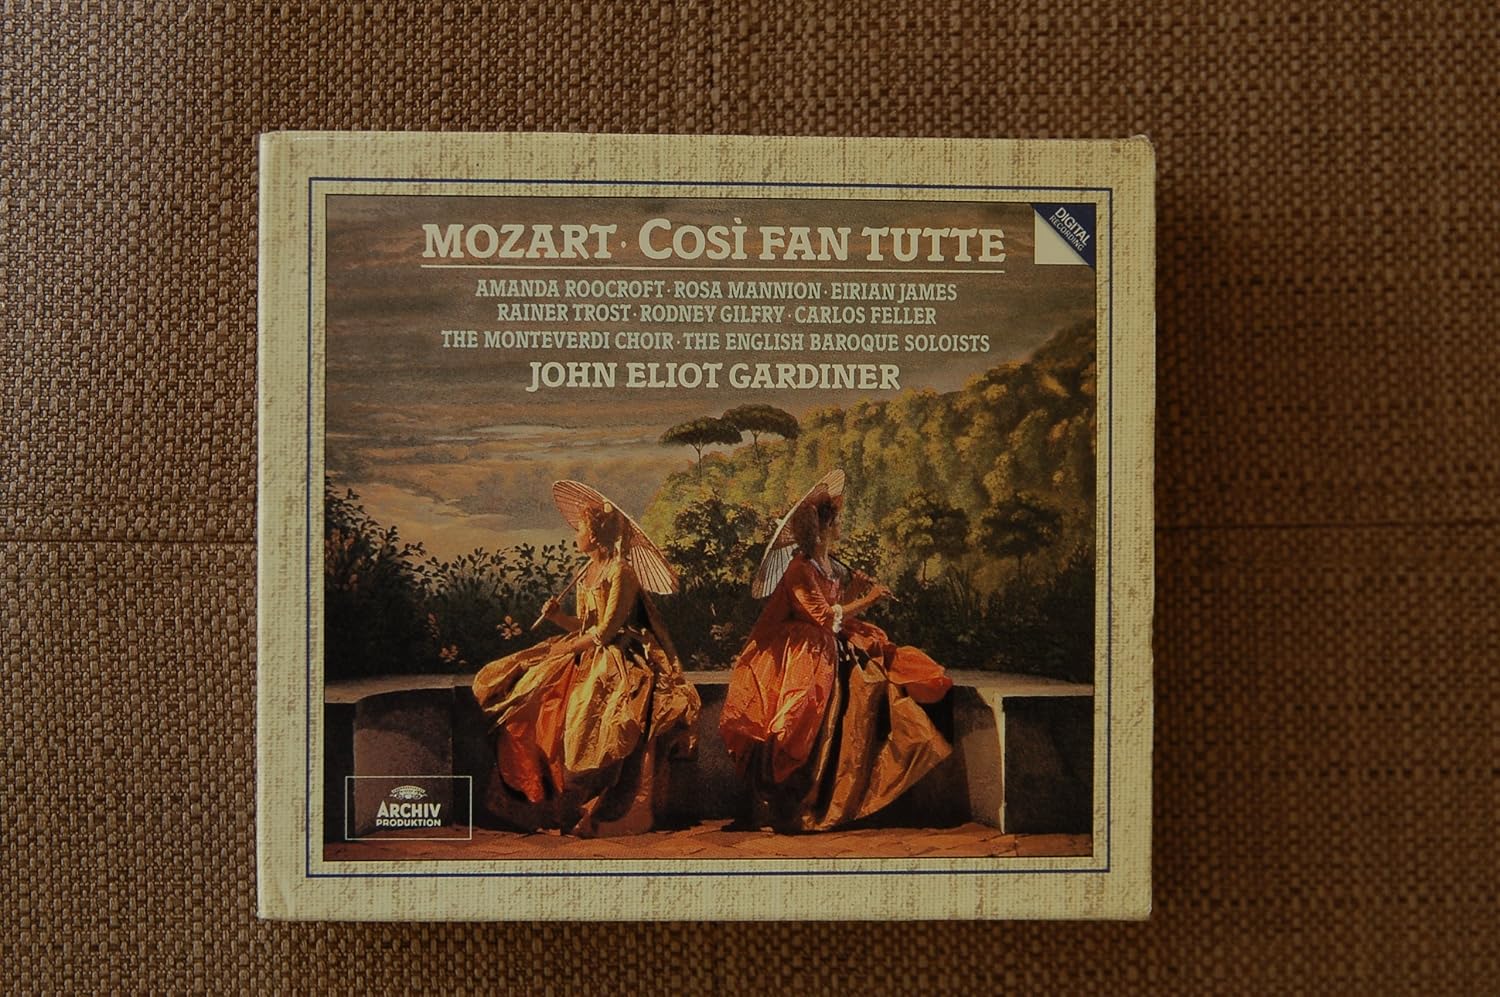 MOZART · COSÌ FAN TUTTE
DIGITAL
RECORDING
AMANDA ROOCROFT · ROSA MANNION · EIRIAN JAMES
RAINER TROST · RODNEY GILFRY · CARLOS FELLER
THE MONTEVERDI CHOIR · THE ENGLISH BAROQUE SOLOISTS
JOHN ELIOT GARDINER
ARCHIV
PRODUKTION